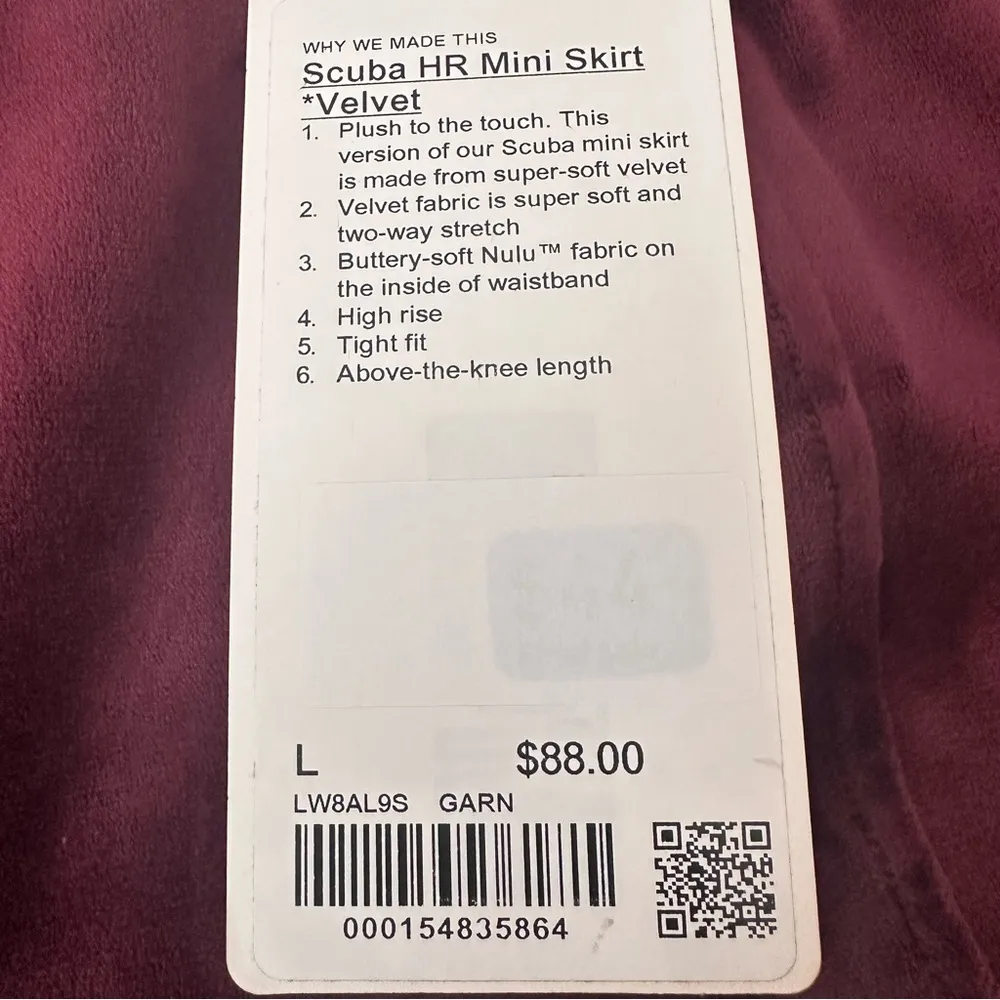 WHY WE MADE THIS
Scuba HR Mini Skirt
*Velvet
1. Plush to the touch. This
version of our Scuba mini skirt
is made from super-soft velvet
2. Velvet fabric is super soft and
two-way stretch
3. Buttery-soft Nulu™ fabric on
the inside of waistband
4. High rise
5. Tight fit
6. Above-the-knee length
L $88.00
LW8AL9S GARN
000154835864